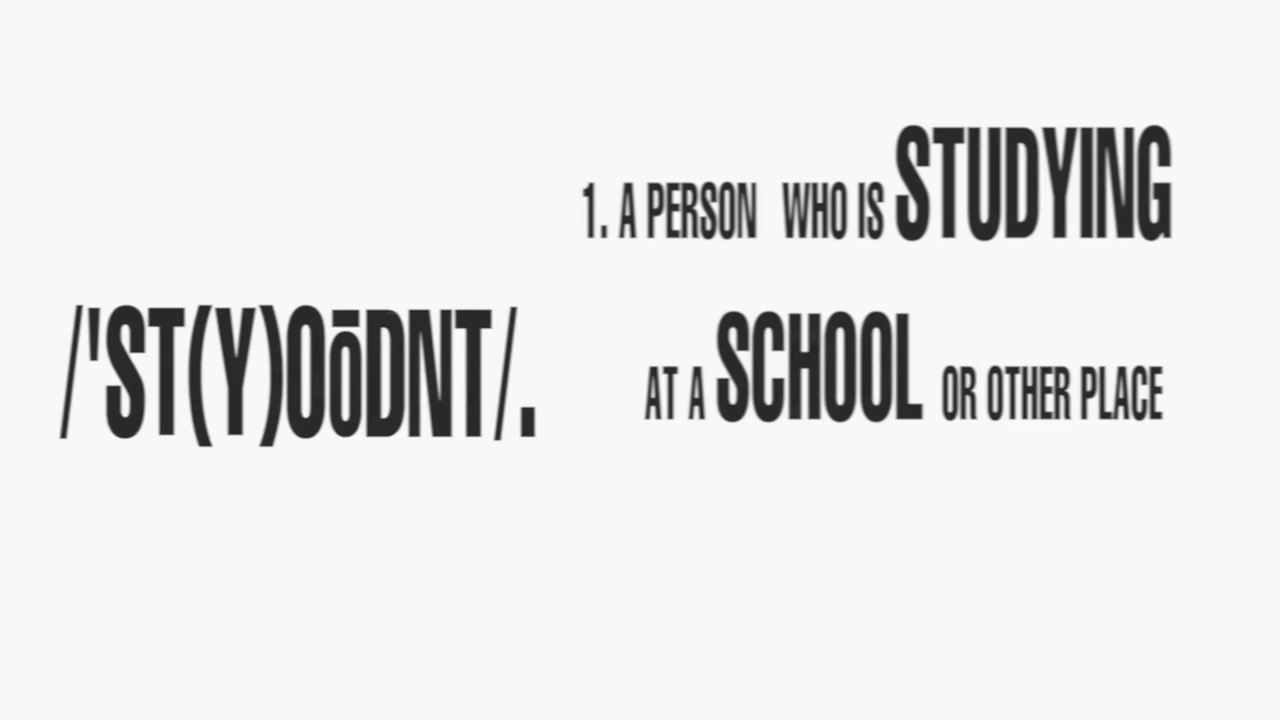 /'ST(Y)OōDNT/.
1. A PERSON WHO IS STUDYING
AT A SCHOOL OR OTHER PLACE